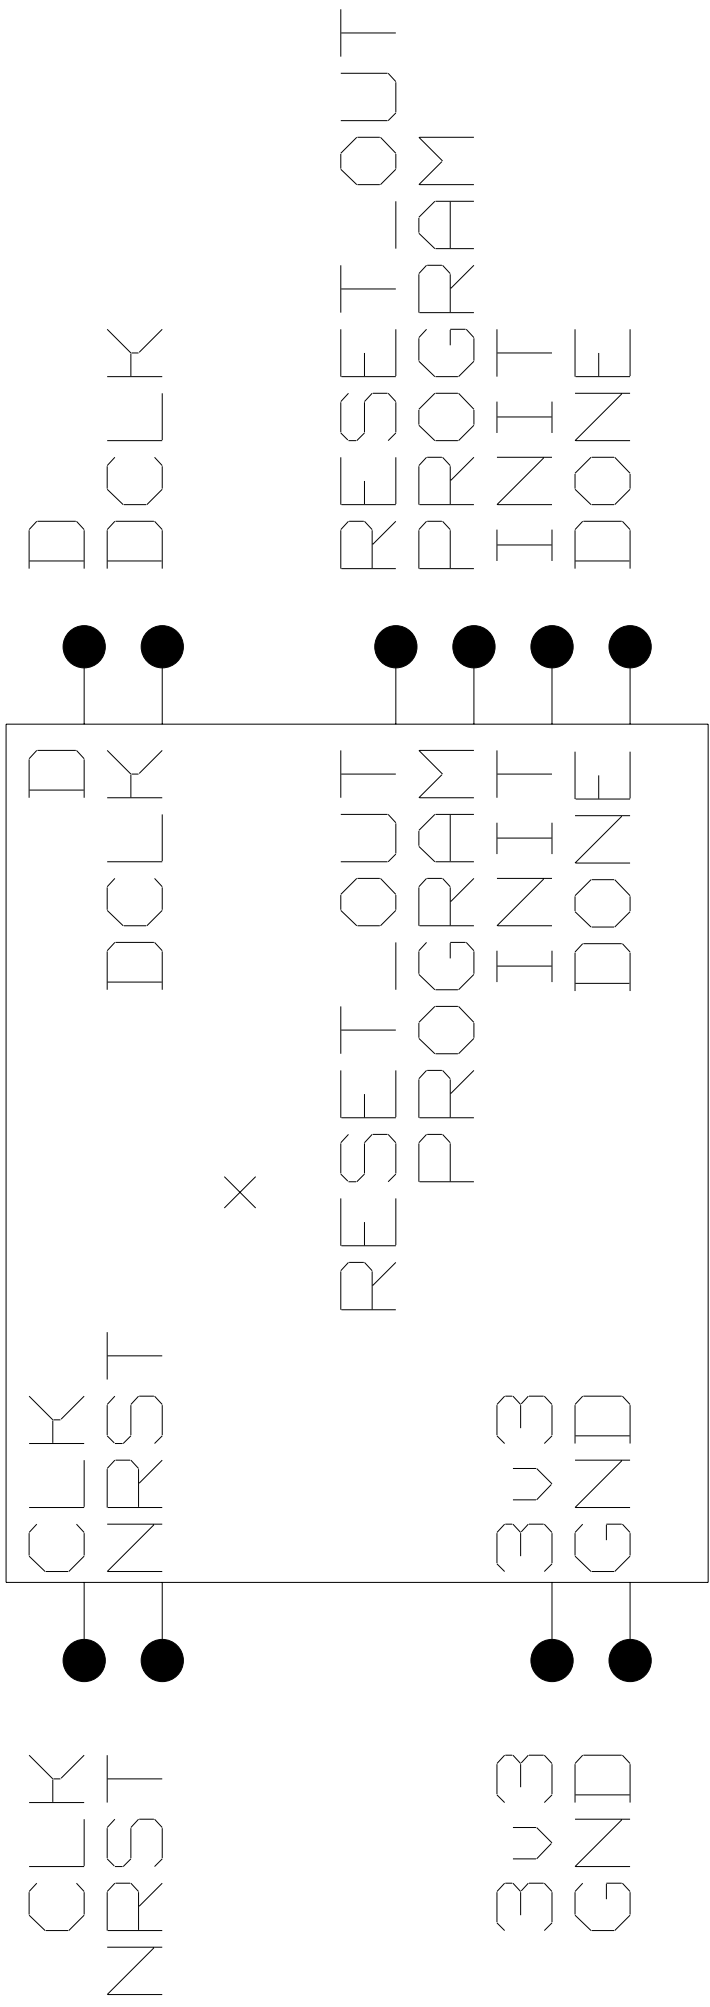 D
DCLK
RESET_OUT
PROGRAM
INIT
DONE
D
DCLK
RESET_OUT
PROGRAM
INIT
DONE
CLK
NRST
3v3
GND
CLK
NRST
3v3
GND